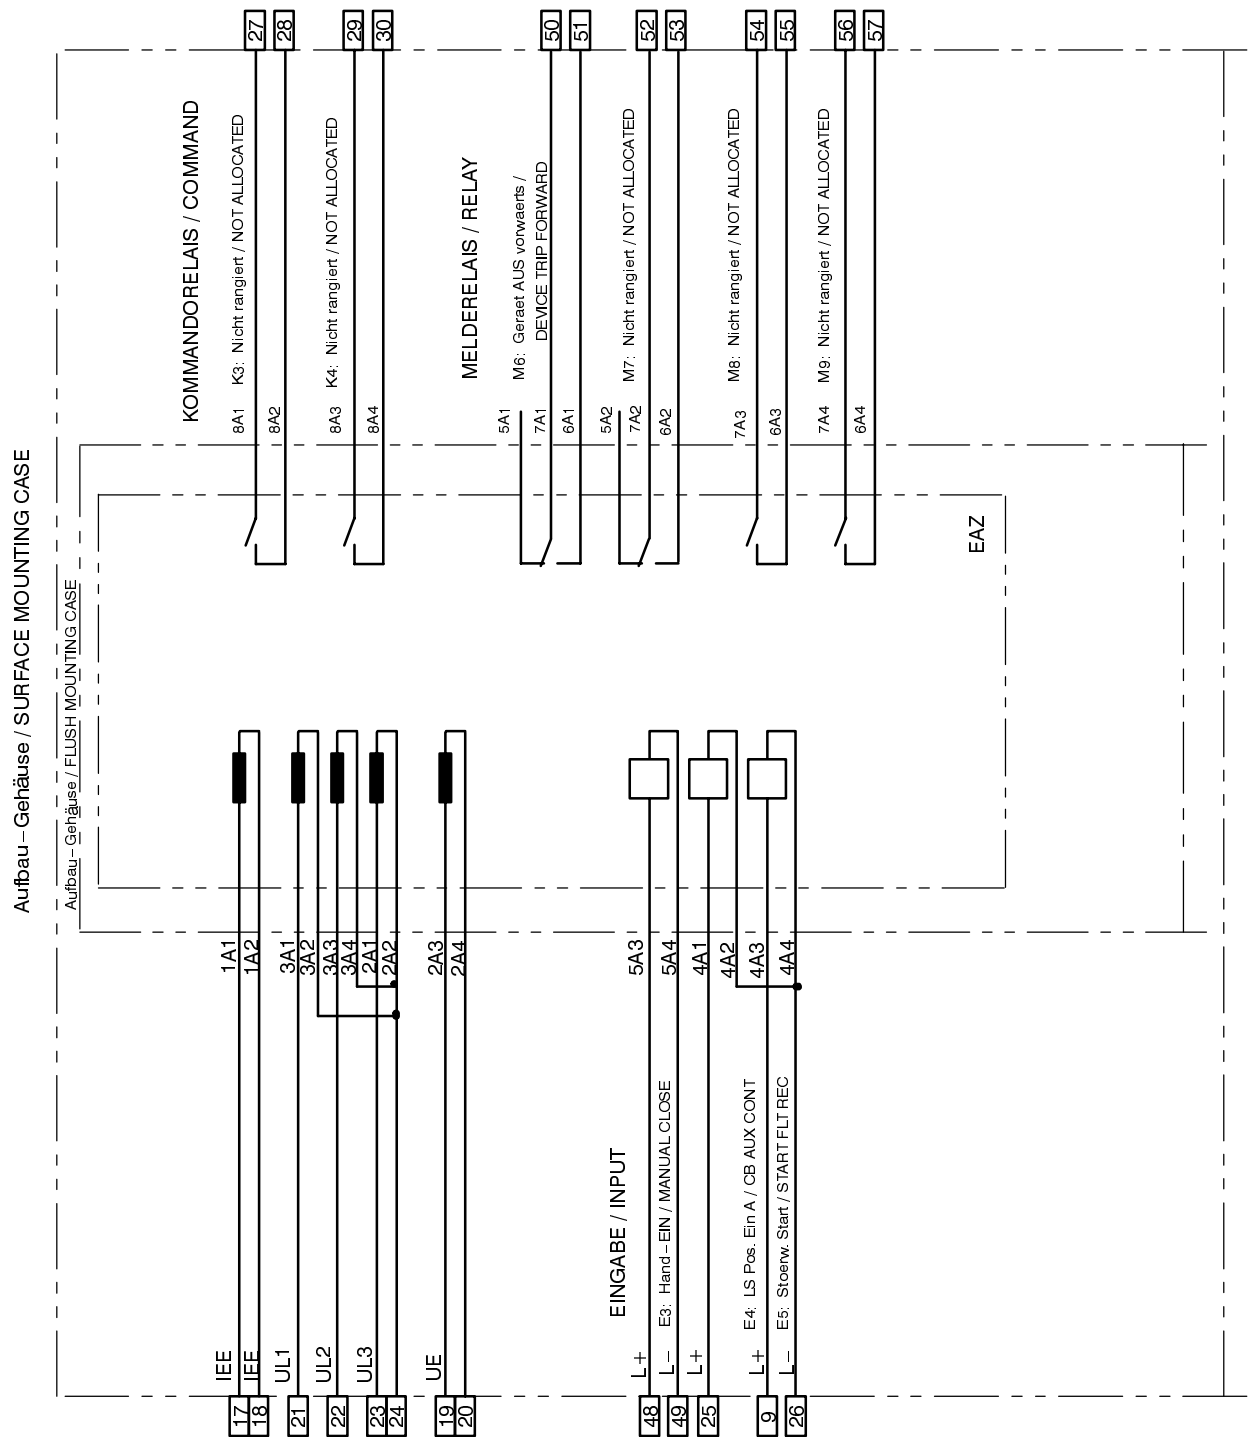 Aufbau–Gehäuse / SURFACE MOUNTING CASE
Aufbau–Gehäuse / FLUSH MOUNTING CASE
IEE
17
1A1
IEE
18
1A2
UL1
21
3A1
3A2
UL2
22
3A3
3A4
UL3
23
2A1
24
2A2
UE
19
2A3
20
2A4
EINGABE / INPUT
L+
48
5A3
E3: Hand–EIN / MANUAL CLOSE
L–
49
5A4
L+
25
4A1
4A2
E4: LS Pos. Ein A / CB AUX CONT
L+
9
4A3
E5: Stoerw. Start / START FLT REC
L–
26
4A4
KOMMANDORELAIS / COMMAND
8A1
K3: Nicht rangiert / NOT ALLOCATED
27
8A2
28
8A3
K4: Nicht rangiert / NOT ALLOCATED
29
8A4
30
MELDERELAIS / RELAY
5A1
M6: Geraet AUS vorwaerts /
DEVICE TRIP FORWARD
7A1
50
6A1
51
5A2
M7: Nicht rangiert / NOT ALLOCATED
7A2
52
6A2
53
7A3
M8: Nicht rangiert / NOT ALLOCATED
54
6A3
55
7A4
M9: Nicht rangiert / NOT ALLOCATED
56
6A4
57
EAZ